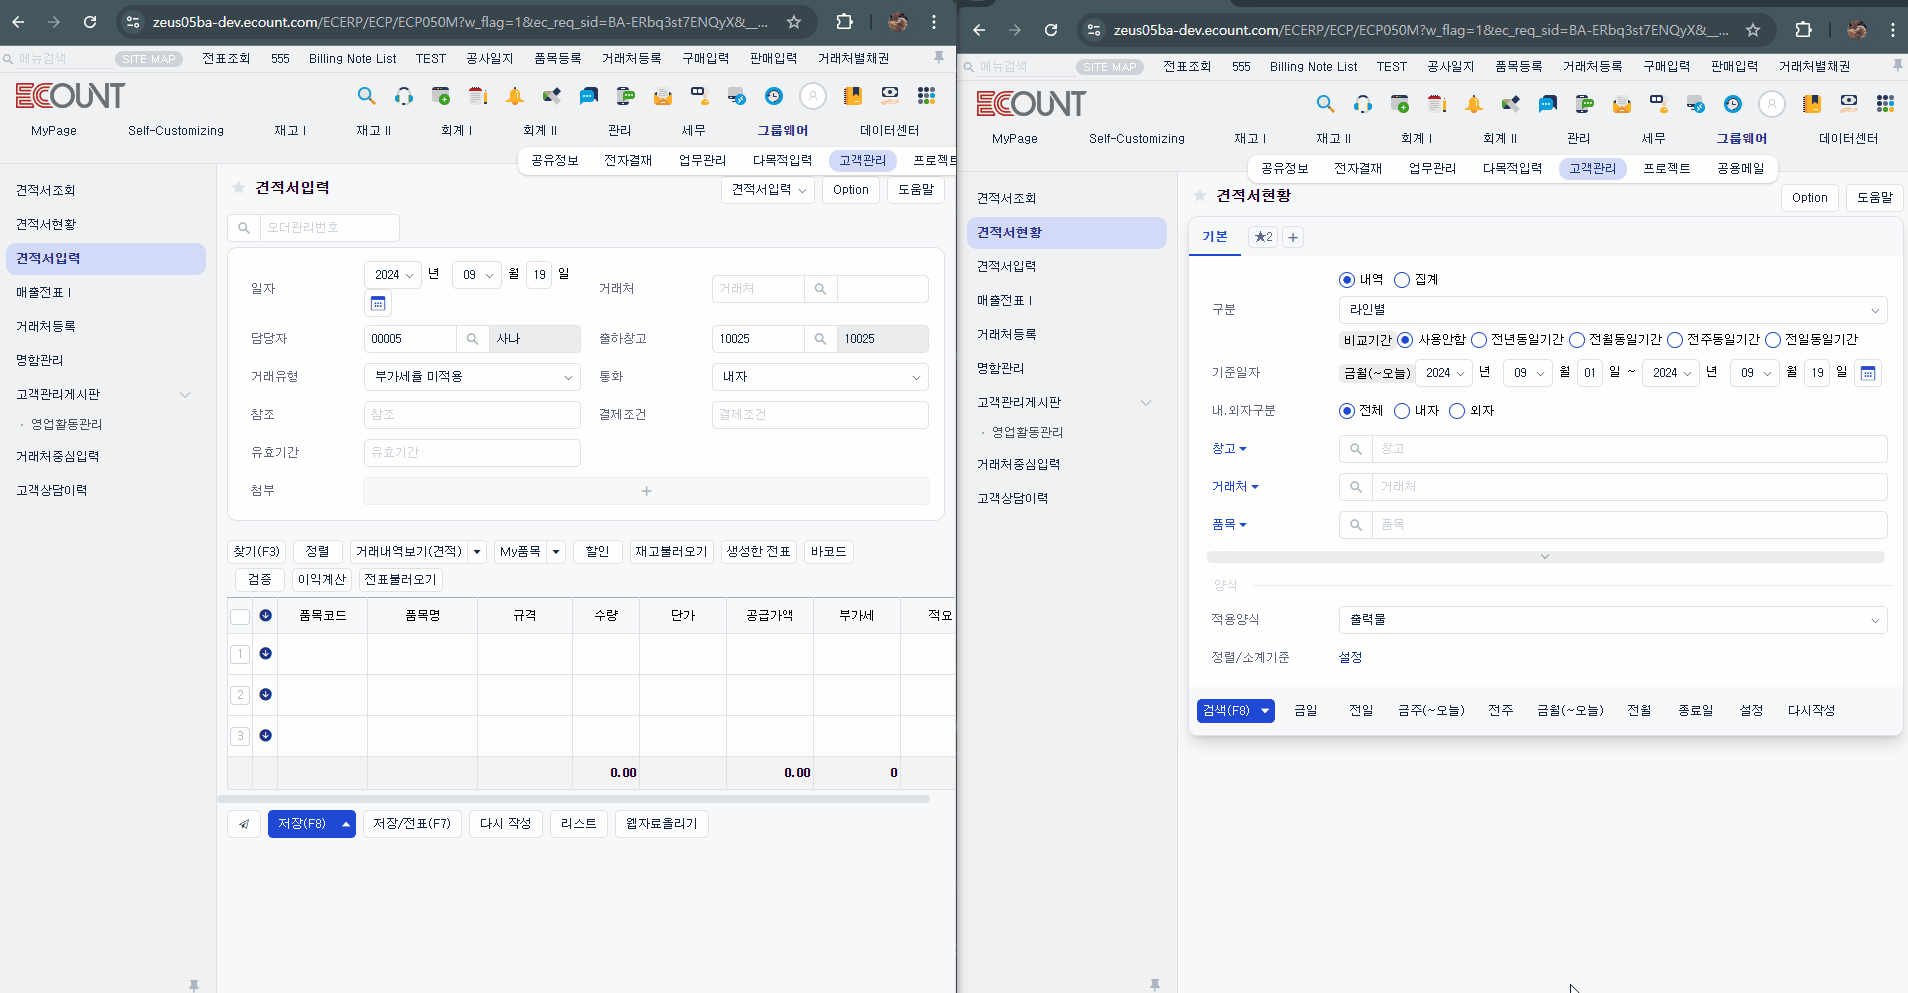 zeus05ba-dev.ecount.com/ECERP/ECP/ECP050M?w_flag=1&ec_req_sid=BA-ERbq3st7ENQyX&__...
메뉴검색 SITE MAP 전표조회 555 Billing Note List TEST 공사일지 품목등록 거래처등록 구매입력 판매입력 거래처별채권
ECOUNT
MyPage Self-Customizing 재고 I 재고 II 회계 I 회계 II 관리 세무 그룹웨어 데이터센터
공유정보 전자결재 업무관리 다목적입력 고객관리 프로젝트
견적서조회
견적서현황
견적서입력
매출전표 I
거래처등록
명함관리
고객관리게시판
· 영업활동관리
거래처중심입력
고객상담이력
견적서입력 견적서입력 Option 도움말
오더관리번호
일자 2024 년 09 월 19 일 거래처 거래처
담당자 00005 사나 출하창고 10025 10025
거래유형 부가세율 미적용 통화 내자
참조 참조 결제조건 결제조건
유효기간 유효기간
첨부 +
찾기(F3) 정렬 거래내역보기(견적) My품목 할인 재고불러오기 생성한 전표 바코드
검증 이익계산 전표불러오기
품목코드 품목명 규격 수량 단가 공급가액 부가세 적요
1
2
3
0.00 0.00 0
저장(F8) 저장/전표(F7) 다시 작성 리스트 웹자료올리기
zeus05ba-dev.ecount.com/ECERP/ECP/ECP050M?w_flag=1&ec_req_sid=BA-ERbq3st7ENQyX&__...
메뉴검색 SITE MAP 전표조회 555 Billing Note List TEST 공사일지 품목등록 거래처등록 구매입력 판매입력 거래처별채권
ECOUNT
MyPage Self-Customizing 재고 I 재고 II 회계 I 회계 II 관리 세무 그룹웨어 데이터센터
공유정보 전자결재 업무관리 다목적입력 고객관리 프로젝트 공용메일
견적서조회
견적서현황
견적서입력
매출전표 I
거래처등록
명함관리
고객관리게시판
· 영업활동관리
거래처중심입력
고객상담이력
견적서현황 Option 도움말
기본 ★2 +
내역 집계
구분 라인별
비교기간 사용안함 전년동일기간 전월동일기간 전주동일기간 전일동일기간
기준일자 금월(~오늘) 2024 년 09 월 01 일 ~ 2024 년 09 월 19 일
내.외자구분 전체 내자 외자
창고 창고
거래처 거래처
품목 품목
양식
적용양식 출력물
정렬/소계기준 설정
검색(F8) 금일 전일 금주(~오늘) 전주 금월(~오늘) 전월 종료일 설정 다시작성